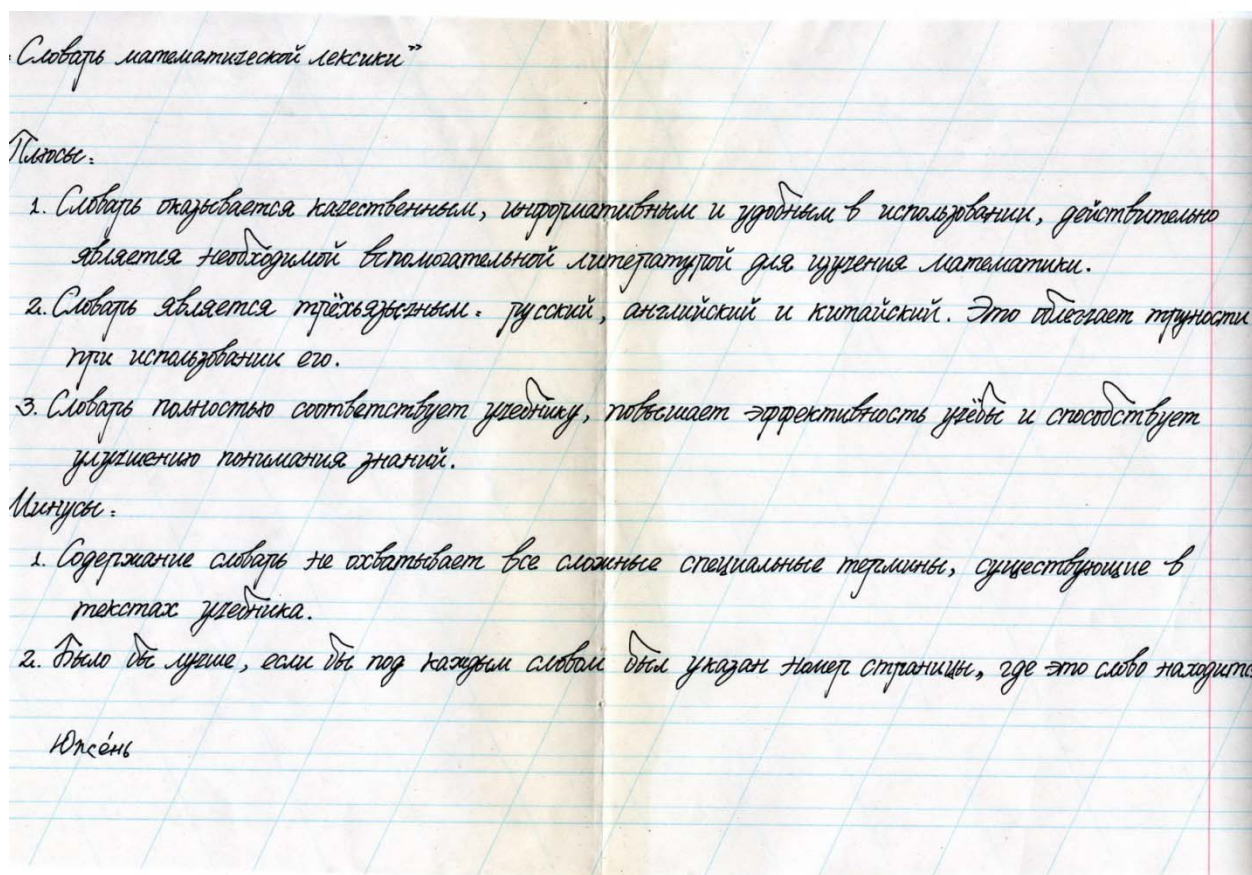 Словарь математической лексики”
Плюсы:
1. Словарь оказывается качественным, информативным и удобным в использовании, действительно
является необходимой вспомогательной литературой для изучения математики.
2. Словарь является трёхъязычным: русский, английский и китайский. Это облегчает труности
при использовании его.
3. Словарь полностью соответствует учебнику, повышает эффективность учёбы и способствует
улучшению понимания знаний.
Минусы:
1. Содержание словарь не охватывает все сложные специальные термины, существующие в
текстах учебника.
2. Было бы лучше, если бы под каждым словом был указан номер страницы, где это слово находится